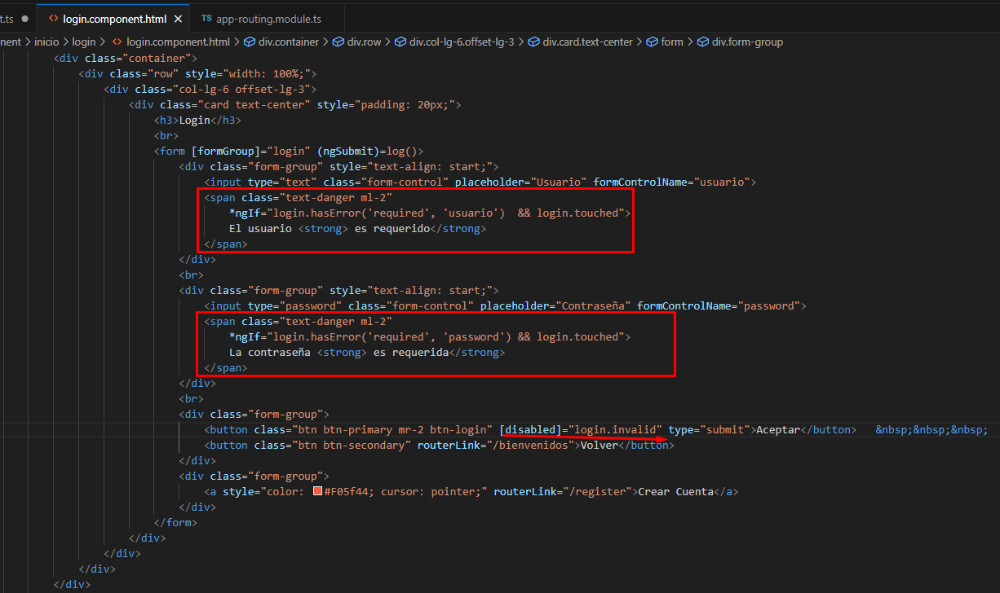 t.ts ● <> login.component.html × TS app-routing.module.ts
nent > inicio > login > <> login.component.html > div.container > div.row > div.col-lg-6.offset-lg-3 > div.card.text-center > form > div.form-group
<div class="container">
<div class="row" style="width: 100%;">
<div class="col-lg-6 offset-lg-3">
<div class="card text-center" style="padding: 20px;">
<h3>Login</h3>
<br>
<form [formGroup]="login" (ngSubmit)=log()>
<div class="form-group" style="text-align: start;">
<input type="text" class="form-control" placeholder="Usuario" formControlName="usuario">
<span class="text-danger ml-2"
*ngIf="login.hasError('required', 'usuario')  && login.touched">
El usuario <strong> es requerido</strong>
</span>
</div>
<br>
<div class="form-group" style="text-align: start;">
<input type="password" class="form-control" placeholder="Contraseña" formControlName="password">
<span class="text-danger ml-2"
*ngIf="login.hasError('required', 'password') && login.touched">
La contraseña <strong> es requerida</strong>
</span>
</div>
<br>
<div class="form-group">
<button class="btn btn-primary mr-2 btn-login" [disabled]="login.invalid" type="submit">Aceptar</button>   &nbsp;&nbsp;&nbsp;
<button class="btn btn-secondary" routerLink="/bienvenidos">Volver</button>
</div>
<div class="form-group">
<a style="color: #F05f44; cursor: pointer;" routerLink="/register">Crear Cuenta</a>
</div>
</form>
</div>
</div>
</div>
</div>